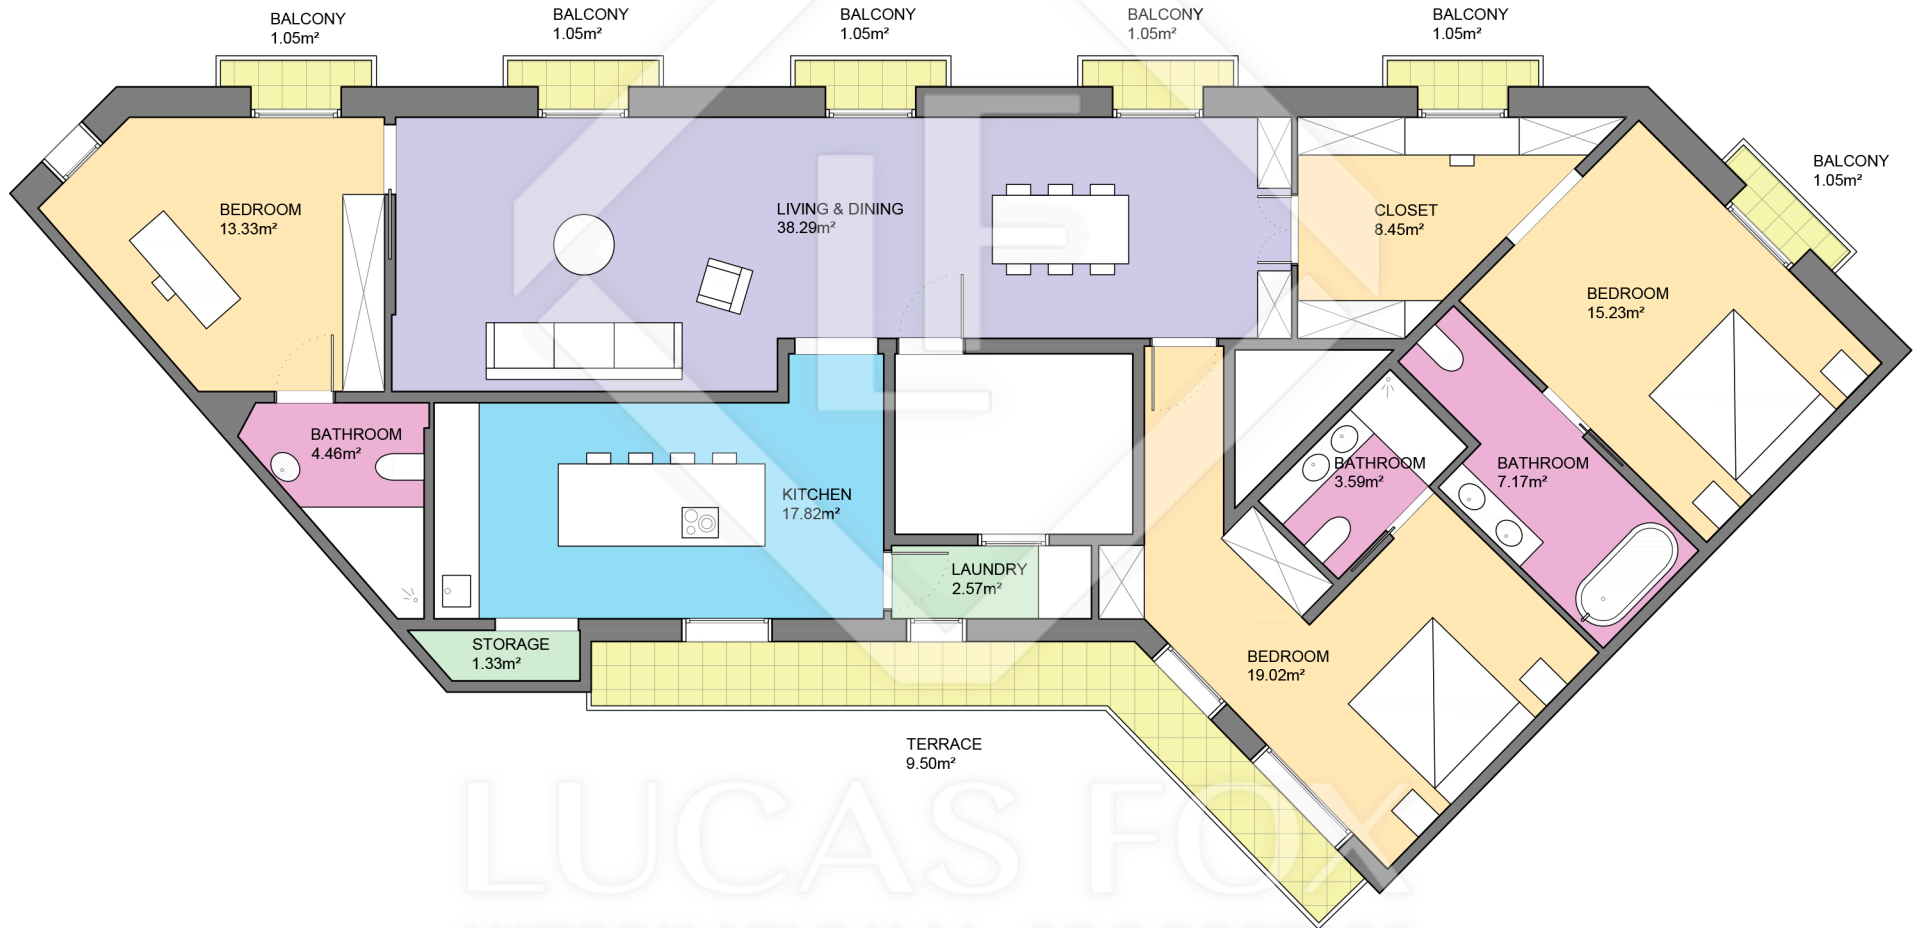 BALCONY
1.05m²
BALCONY
1.05m²
BALCONY
1.05m²
BALCONY
1.05m²
BALCONY
1.05m²
BALCONY
1.05m²
BEDROOM
13.33m²
LIVING & DINING
38.29m²
CLOSET
8.45m²
BEDROOM
15.23m²
BATHROOM
4.46m²
KITCHEN
17.82m²
BATHROOM
3.59m²
BATHROOM
7.17m²
LAUNDRY
2.57m²
STORAGE
1.33m²
BEDROOM
19.02m²
TERRACE
9.50m²
LF
LUCAS FOX